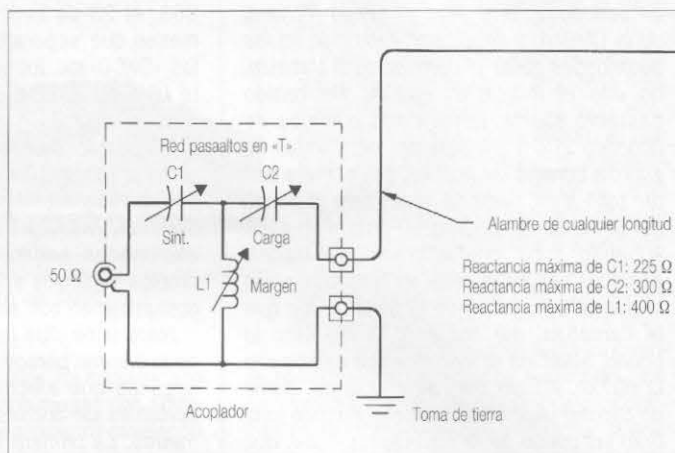 Red pasaaltos en «T»
C1
C2
Sint.
Carga
50 Ω
L1
Margen
Acoplador
Alambre de cualquier longitud
Reactancia máxima de C1: 225 Ω
Reactancia máxima de C2: 300 Ω
Reactancia máxima de L1: 400 Ω
Toma de tierra